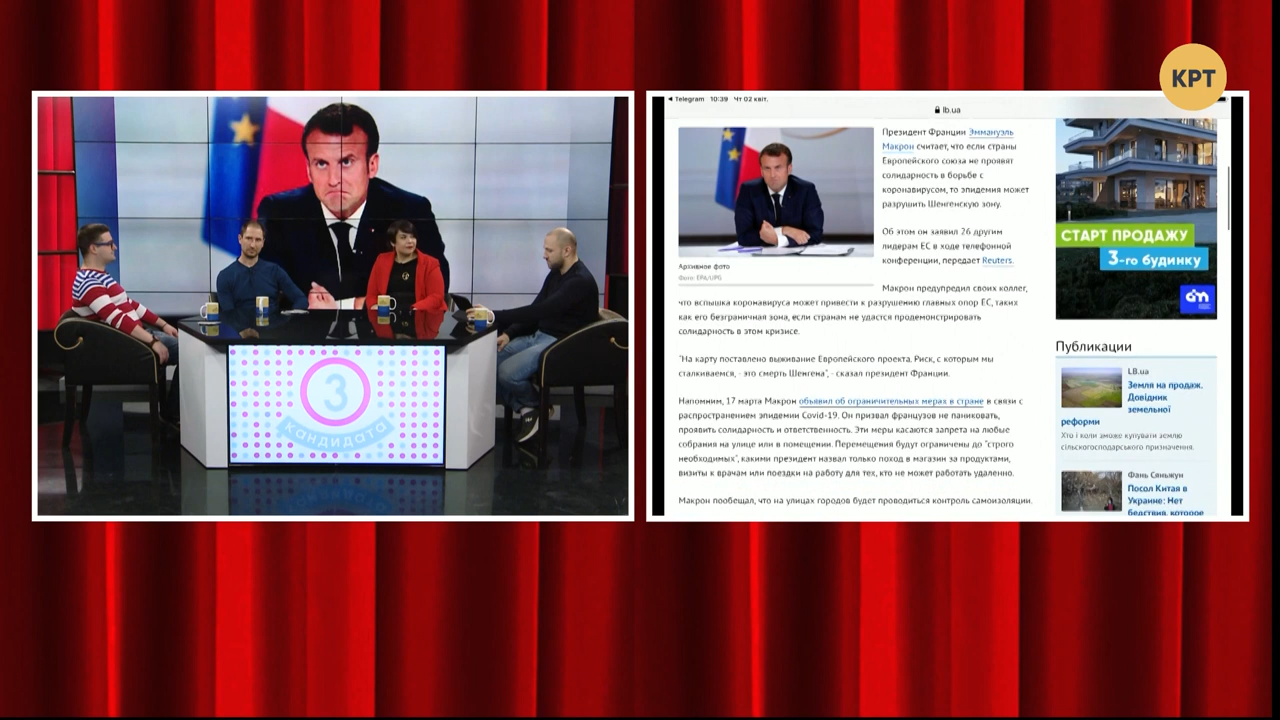 КРТ
3
кандидата
Telegram 10:39 Чт 02 квіт.
lb.ua
Архивное фото
Фото: EPA/UPG
Президент Франции Эммануэль
Макрон считает, что если страны
Европейского союза не проявят
солидарность в борьбе с
коронавирусом, то эпидемия может
разрушить Шенгенскую зону.
Об этом он заявил 26 другим
лидерам ЕС в ходе телефонной
конференции, передает Reuters.
Макрон предупредил своих коллег,
что вспышка коронавируса может привести к разрушению главных опор ЕС, таких
как его безграничная зона, если странам не удастся продемонстрировать
солидарность в этом кризисе.
"На карту поставлено выживание Европейского проекта. Риск, с которым мы
сталкиваемся, - это смерть Шенгена", - сказал президент Франции.
Напомним, 17 марта Макрон объявил об ограничительных мерах в стране в связи с
распространением эпидемии Covid-19. Он призвал французов не паниковать,
проявить солидарность и ответственность. Эти меры касаются запрета на любые
собрания на улице или в помещении. Перемещения будут ограничены до "строго
необходимых", какими президент назвал только поход в магазин за продуктами,
визиты к врачам или поездки на работу для тех, кто не может работать удаленно.
Макрон пообещал, что на улицах городов будет проводиться контроль самоизоляции.
СТАРТ ПРОДАЖУ
3-го будинку
Публикации
LB.ua
Земля на продаж.
Довідник
земельної
реформи
Хто і коли зможе купувати землю
сільскогосподарського призначення.
Фань Сяньжун
Посол Китая в
Украине: Нет
бедствия, которое